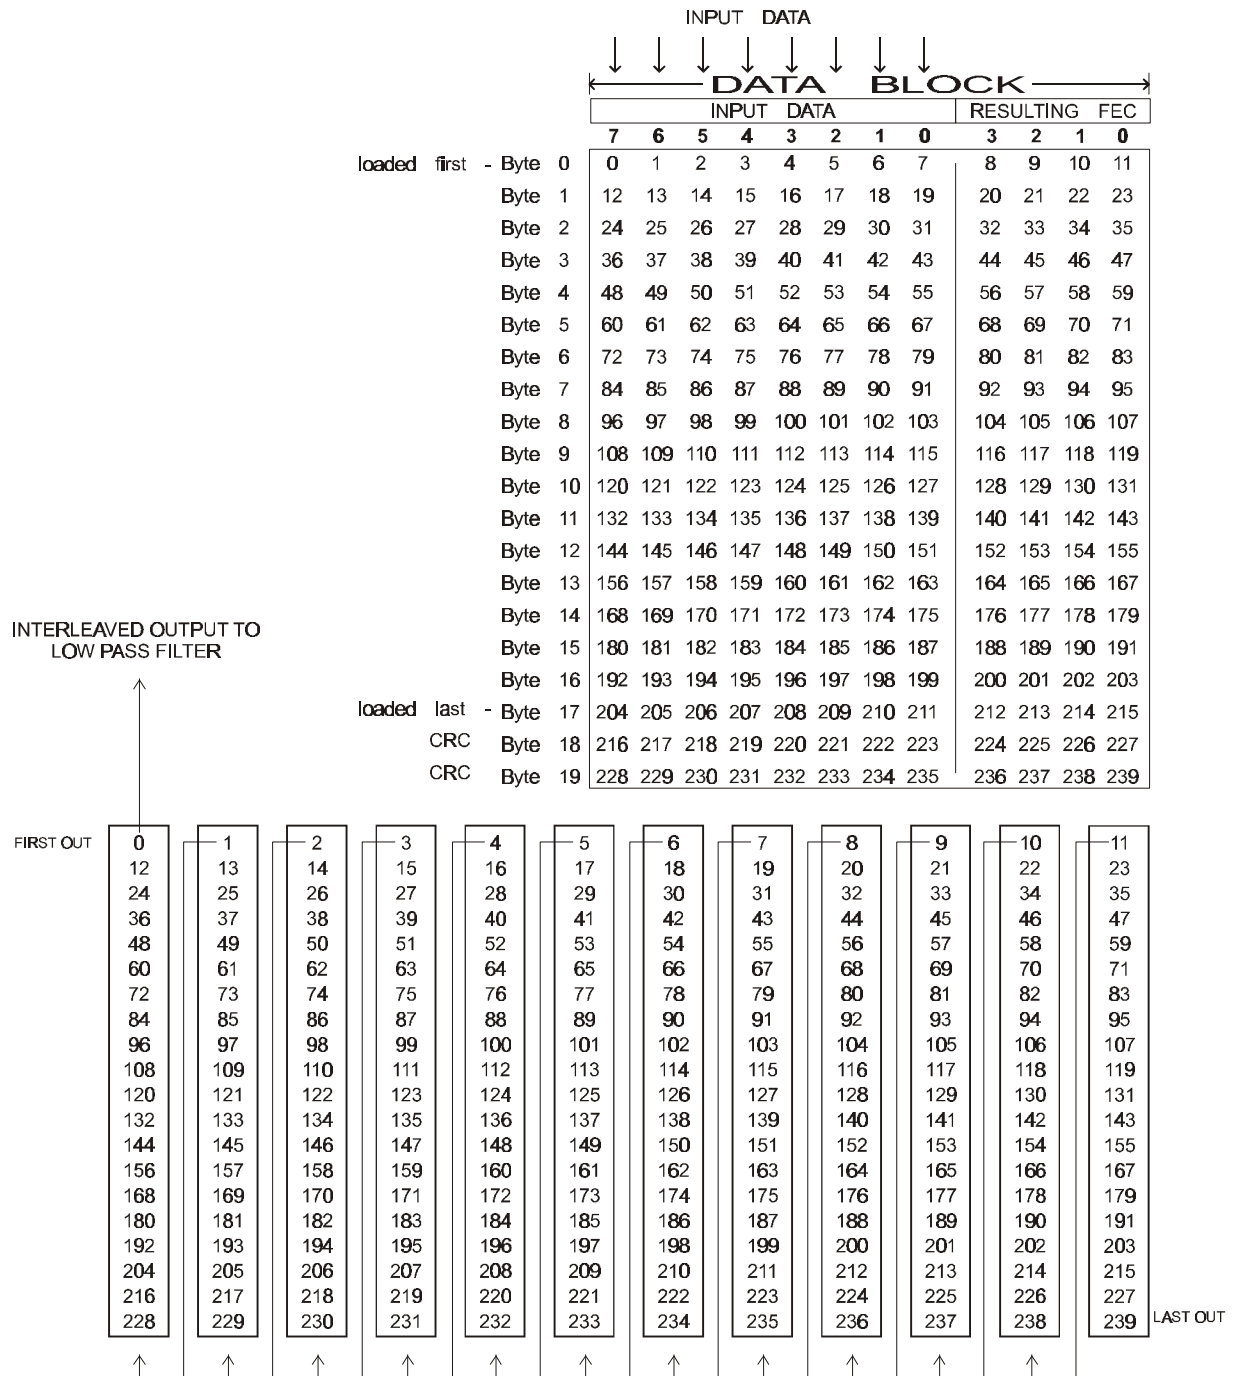 INPUT DATA
DATA BLOCK
INPUT DATA RESULTING FEC
7 6 5 4 3 2 1 0 3 2 1 0
loaded first - Byte 0 0 1 2 3 4 5 6 7 8 9 10 11
Byte 1 12 13 14 15 16 17 18 19 20 21 22 23
Byte 2 24 25 26 27 28 29 30 31 32 33 34 35
Byte 3 36 37 38 39 40 41 42 43 44 45 46 47
Byte 4 48 49 50 51 52 53 54 55 56 57 58 59
Byte 5 60 61 62 63 64 65 66 67 68 69 70 71
Byte 6 72 73 74 75 76 77 78 79 80 81 82 83
Byte 7 84 85 86 87 88 89 90 91 92 93 94 95
Byte 8 96 97 98 99 100 101 102 103 104 105 106 107
Byte 9 108 109 110 111 112 113 114 115 116 117 118 119
Byte 10 120 121 122 123 124 125 126 127 128 129 130 131
Byte 11 132 133 134 135 136 137 138 139 140 141 142 143
Byte 12 144 145 146 147 148 149 150 151 152 153 154 155
Byte 13 156 157 158 159 160 161 162 163 164 165 166 167
Byte 14 168 169 170 171 172 173 174 175 176 177 178 179
Byte 15 180 181 182 183 184 185 186 187 188 189 190 191
Byte 16 192 193 194 195 196 197 198 199 200 201 202 203
loaded last - Byte 17 204 205 206 207 208 209 210 211 212 213 214 215
CRC Byte 18 216 217 218 219 220 221 222 223 224 225 226 227
CRC Byte 19 228 229 230 231 232 233 234 235 236 237 238 239
INTERLEAVED OUTPUT TO
LOW PASS FILTER
FIRST OUT 0 1 2 3 4 5 6 7 8 9 10 11
12 13 14 15 16 17 18 19 20 21 22 23
24 25 26 27 28 29 30 31 32 33 34 35
36 37 38 39 40 41 42 43 44 45 46 47
48 49 50 51 52 53 54 55 56 57 58 59
60 61 62 63 64 65 66 67 68 69 70 71
72 73 74 75 76 77 78 79 80 81 82 83
84 85 86 87 88 89 90 91 92 93 94 95
96 97 98 99 100 101 102 103 104 105 106 107
108 109 110 111 112 113 114 115 116 117 118 119
120 121 122 123 124 125 126 127 128 129 130 131
132 133 134 135 136 137 138 139 140 141 142 143
144 145 146 147 148 149 150 151 152 153 154 155
156 157 158 159 160 161 162 163 164 165 166 167
168 169 170 171 172 173 174 175 176 177 178 179
180 181 182 183 184 185 186 187 188 189 190 191
192 193 194 195 196 197 198 199 200 201 202 203
204 205 206 207 208 209 210 211 212 213 214 215
216 217 218 219 220 221 222 223 224 225 226 227
228 229 230 231 232 233 234 235 236 237 238 239 LAST OUT